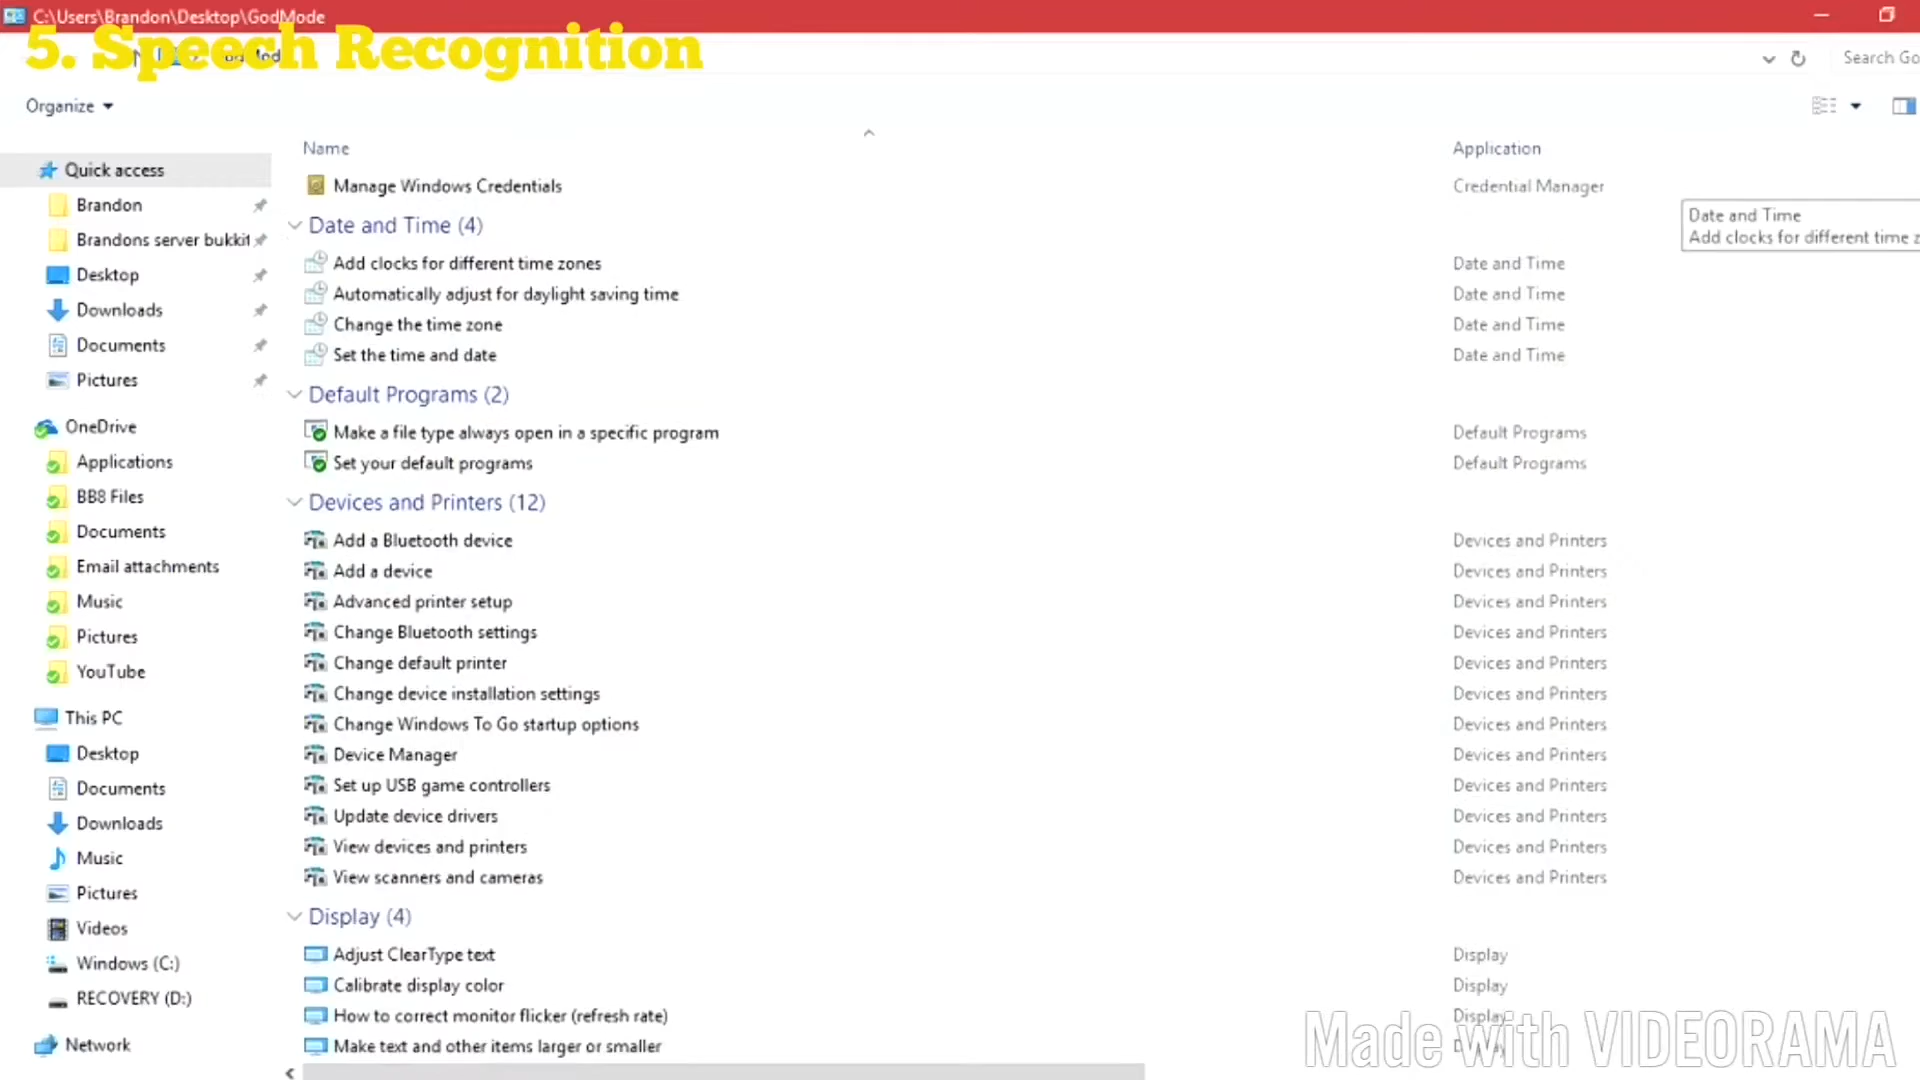 C:\Users\Brandon\Desktop\GodMode
5. Speech Recognition
Search Go
Organize
Name
Application
Quick access
Brandon
Brandons server bukkit
Desktop
Downloads
Documents
Pictures
OneDrive
Applications
BB8 Files
Documents
Email attachments
Music
Pictures
YouTube
This PC
Desktop
Documents
Downloads
Music
Pictures
Videos
Windows (C:)
RECOVERY (D:)
Network
Manage Windows Credentials
Credential Manager
Date and Time (4)
Add clocks for different time zones
Date and Time
Automatically adjust for daylight saving time
Date and Time
Change the time zone
Date and Time
Set the time and date
Date and Time
Default Programs (2)
Make a file type always open in a specific program
Default Programs
Set your default programs
Default Programs
Devices and Printers (12)
Add a Bluetooth device
Devices and Printers
Add a device
Devices and Printers
Advanced printer setup
Devices and Printers
Change Bluetooth settings
Devices and Printers
Change default printer
Devices and Printers
Change device installation settings
Devices and Printers
Change Windows To Go startup options
Devices and Printers
Device Manager
Devices and Printers
Set up USB game controllers
Devices and Printers
Update device drivers
Devices and Printers
View devices and printers
Devices and Printers
View scanners and cameras
Devices and Printers
Display (4)
Adjust ClearType text
Display
Calibrate display color
Display
How to correct monitor flicker (refresh rate)
Display
Make text and other items larger or smaller
Date and Time
Add clocks for different time z
Made with VIDEORAMA